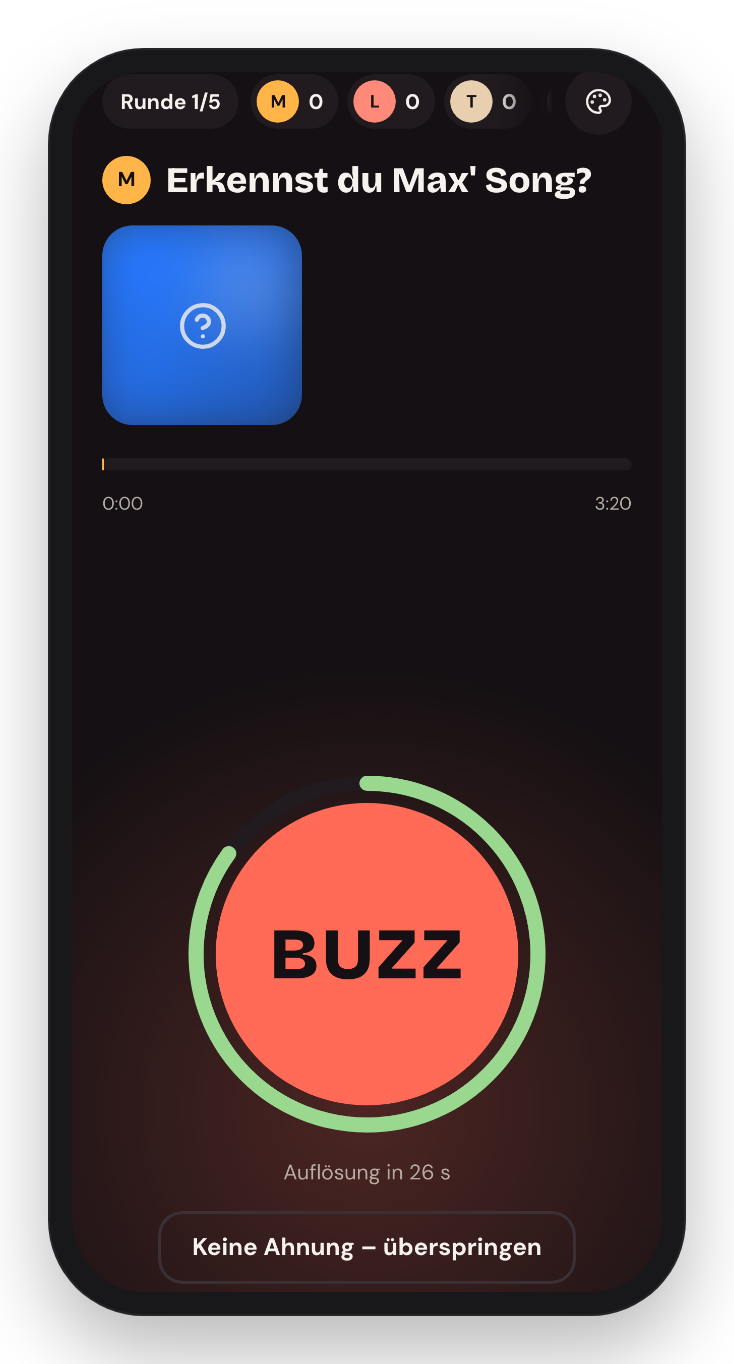 Runde 1/5 M 0 L 0 T 0
M Erkennst du Max' Song?
?
0:00 3:20
BUZZ
Auflösung in 26 s
Keine Ahnung – überspringen